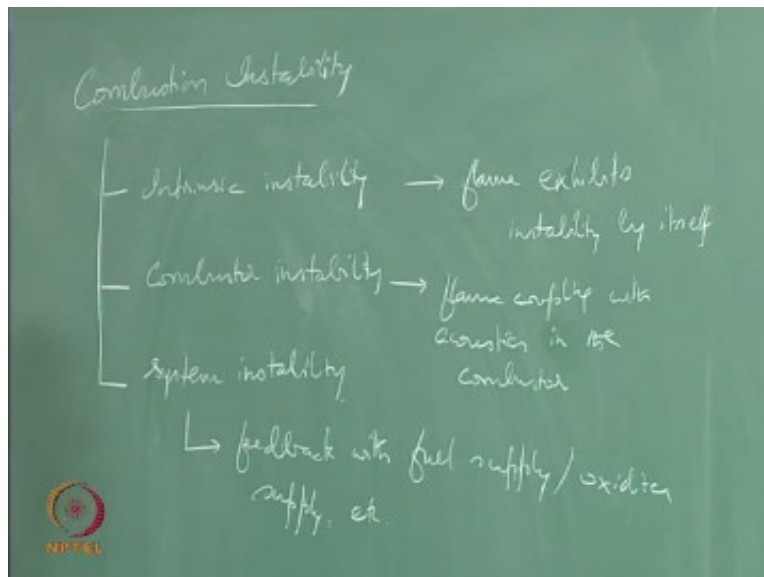 Combustion Instability
Intrinsic instability → flame exhibits
instability by itself
Combustor instability → flame coupling with
acoustics in the
combustor
System instability
↳ feedback with fuel supply / oxidizer
supply, etc.
NPTEL